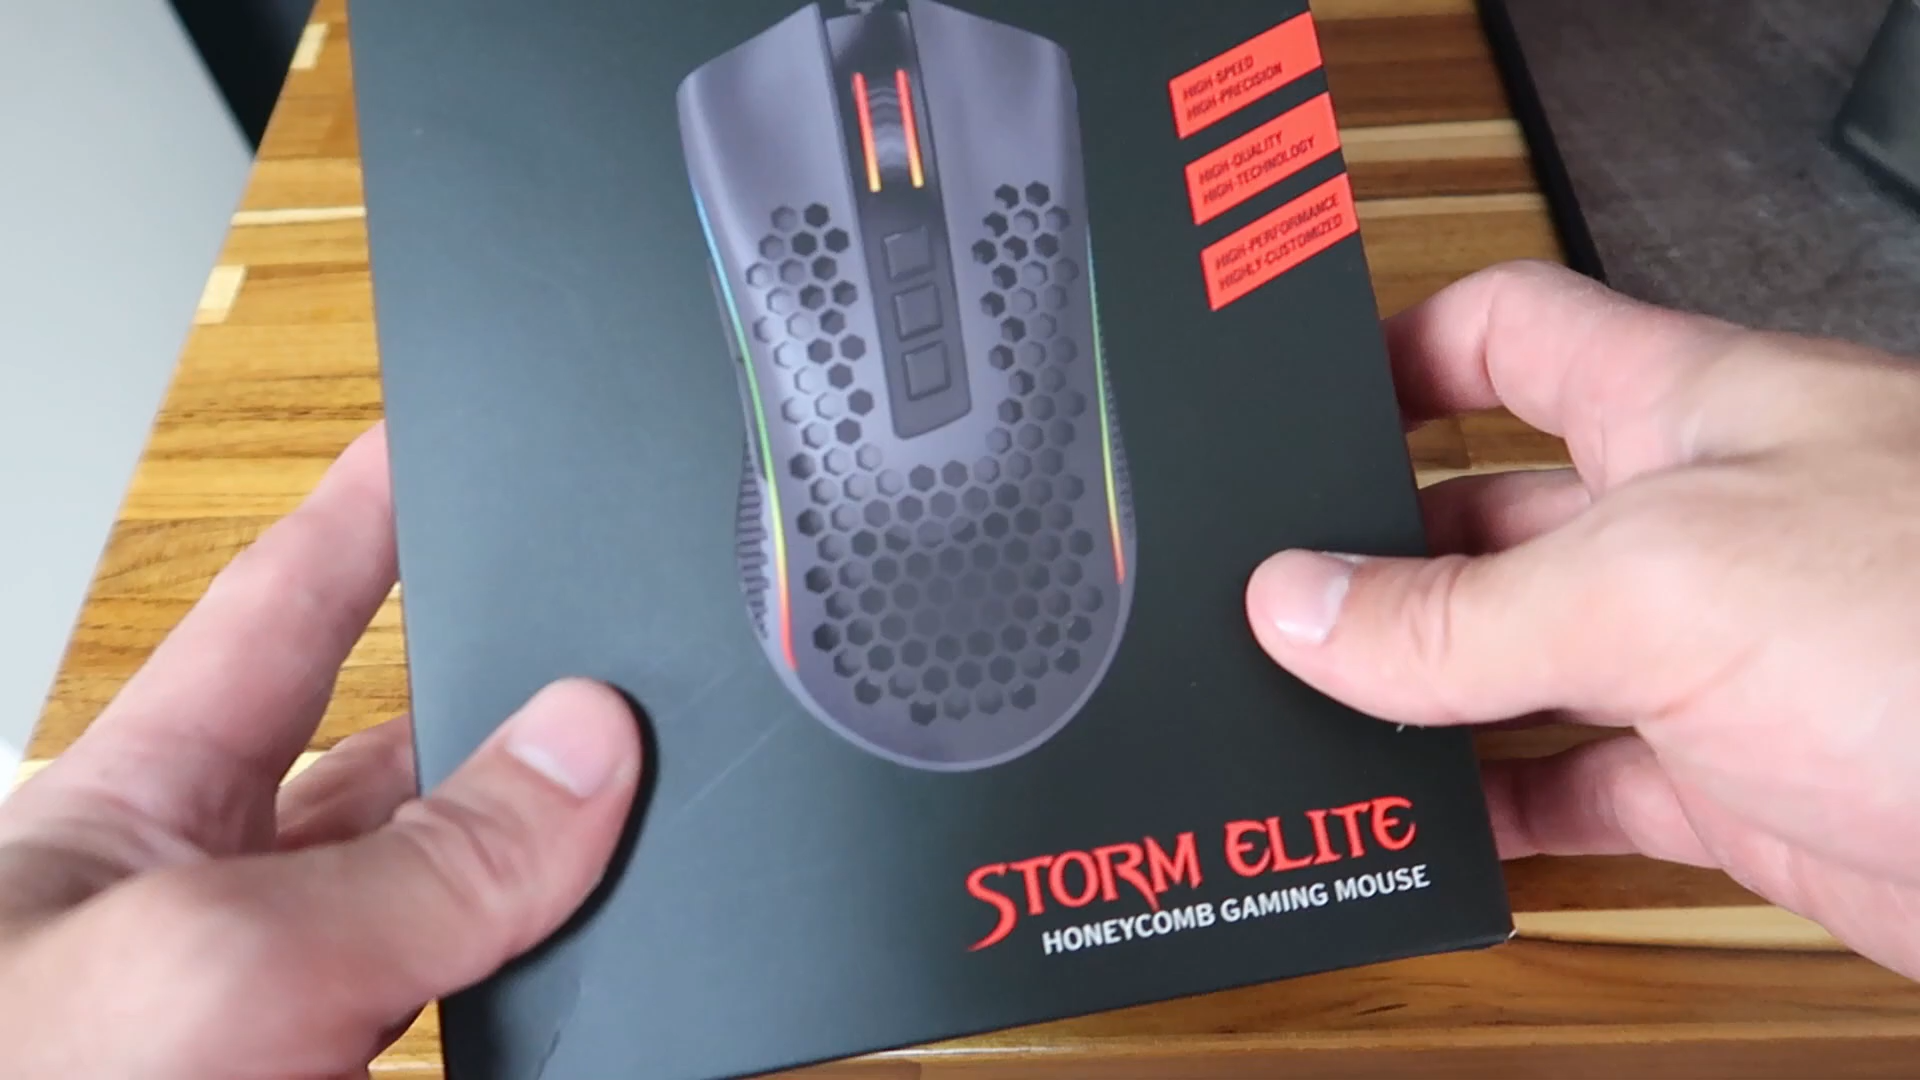 HIGH-SPEED
HIGH-PRECISION
HIGH-QUALITY
HIGH-TECHNOLOGY
HIGH-PERFORMANCE
HIGHLY-CUSTOMIZED
STORM ELITE
HONEYCOMB GAMING MOUSE